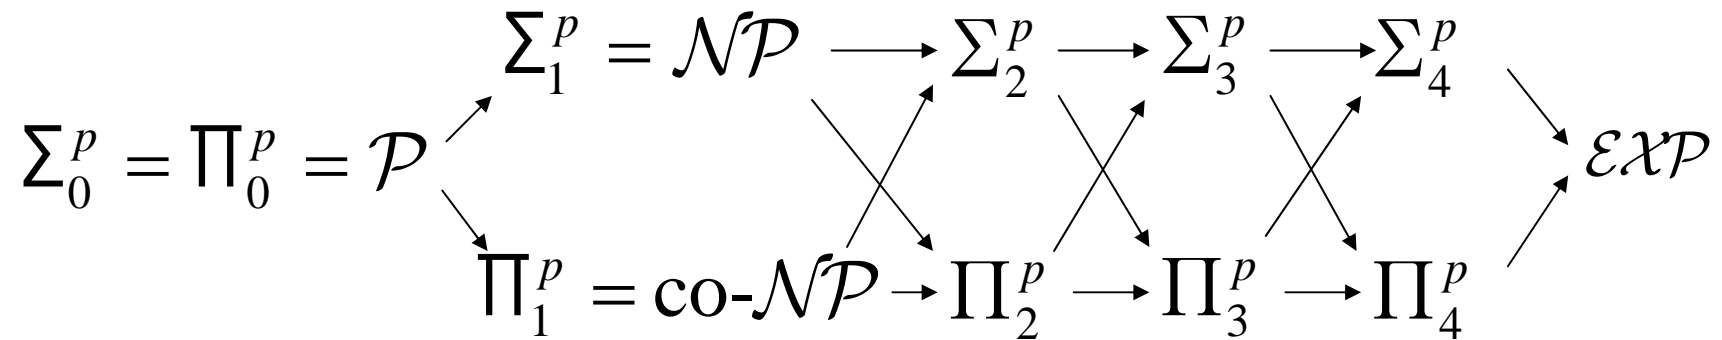 Σ₁ᵖ = 𝒩𝒫 → Σ₂ᵖ → Σ₃ᵖ → Σ₄ᵖ
Σ₀ᵖ = Π₀ᵖ = 𝒫
ℰ𝒳𝒫
Π₁ᵖ = co-𝒩𝒫 → Π₂ᵖ → Π₃ᵖ → Π₄ᵖ